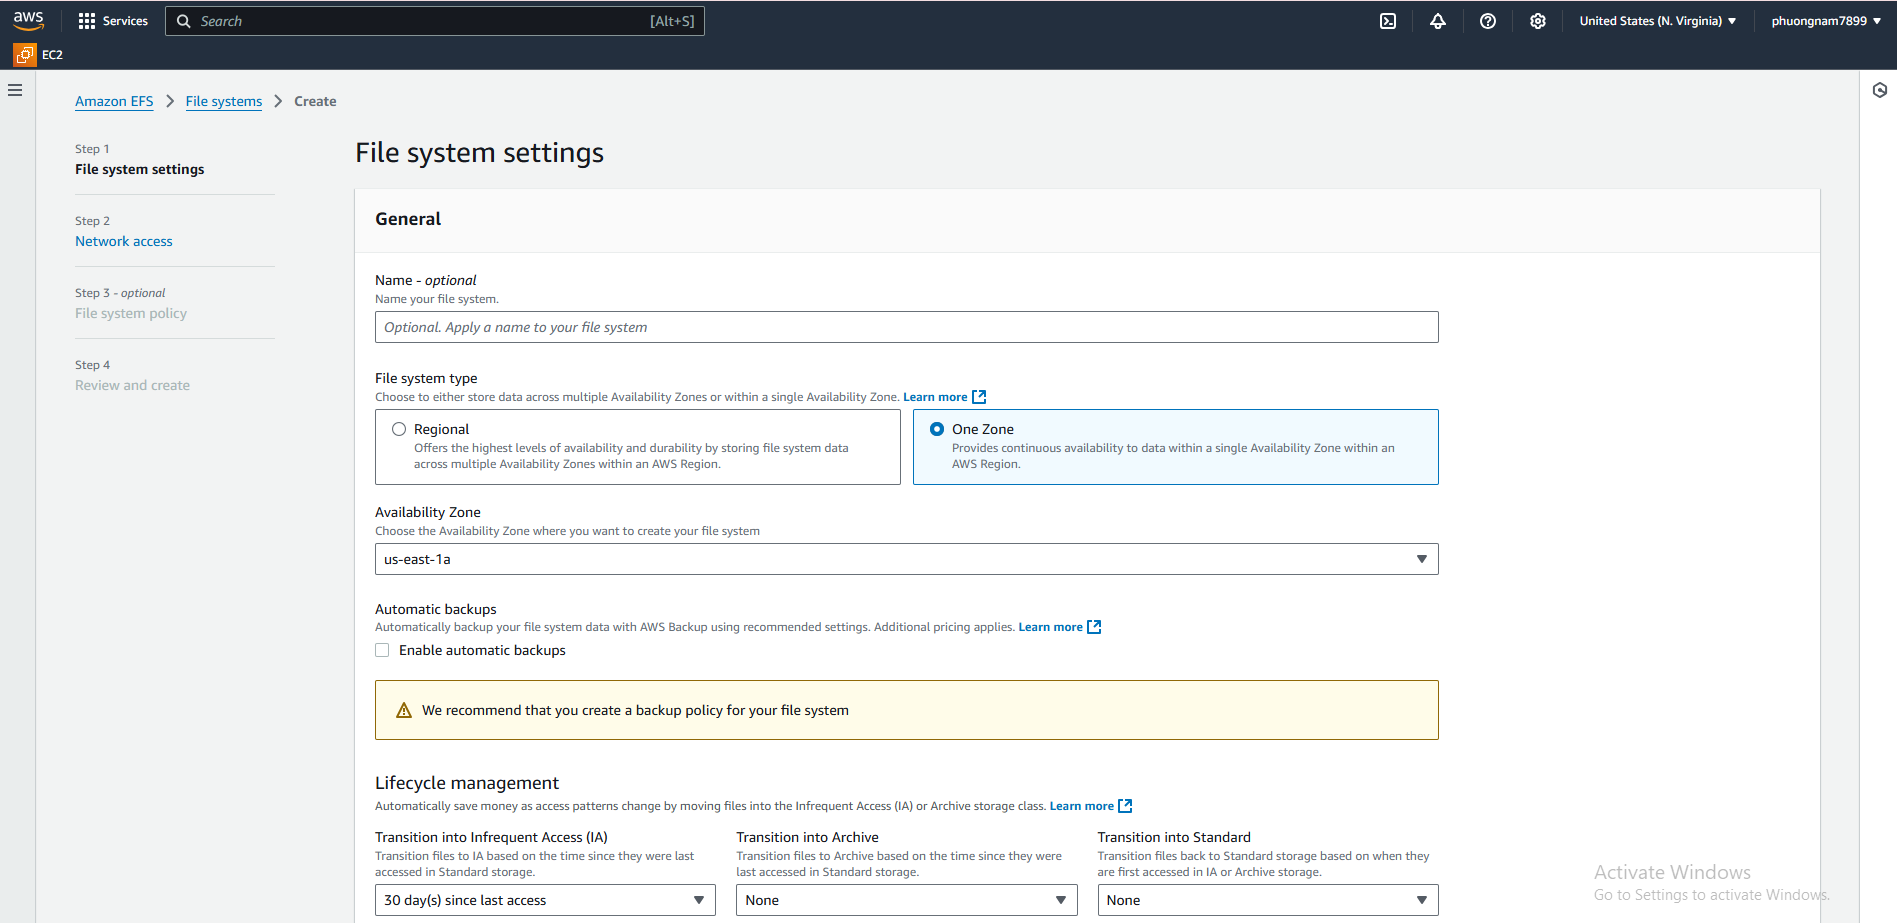 aws
Services
Search
[Alt+S]
United States (N. Virginia)
phuongnam7899
EC2
Amazon EFS
File systems
Create
Step 1
File system settings
Step 2
Network access
Step 3 - optional
File system policy
Step 4
Review and create
File system settings
General
Name - optional
Name your file system.
Optional. Apply a name to your file system
File system type
Choose to either store data across multiple Availability Zones or within a single Availability Zone. Learn more
Regional
Offers the highest levels of availability and durability by storing file system data
across multiple Availability Zones within an AWS Region.
One Zone
Provides continuous availability to data within a single Availability Zone within an
AWS Region.
Availability Zone
Choose the Availability Zone where you want to create your file system
us-east-1a
Automatic backups
Automatically backup your file system data with AWS Backup using recommended settings. Additional pricing applies. Learn more
Enable automatic backups
We recommend that you create a backup policy for your file system
Lifecycle management
Automatically save money as access patterns change by moving files into the Infrequent Access (IA) or Archive storage class. Learn more
Transition into Infrequent Access (IA)
Transition files to IA based on the time since they were last
accessed in Standard storage.
30 day(s) since last access
Transition into Archive
Transition files to Archive based on the time since they were
last accessed in Standard storage.
None
Transition into Standard
Transition files back to Standard storage based on when they
are first accessed in IA or Archive storage.
None
Activate Windows
Go to Settings to activate Windows.